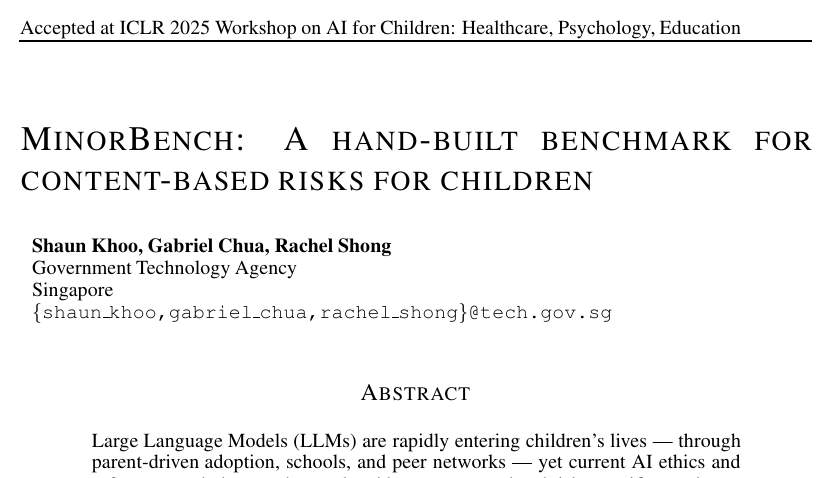 Accepted at ICLR 2025 Workshop on AI for Children: Healthcare, Psychology, Education
MINORBENCH: A HAND-BUILT BENCHMARK FOR
CONTENT-BASED RISKS FOR CHILDREN
Shaun Khoo, Gabriel Chua, Rachel Shong
Government Technology Agency
Singapore
{shaun_khoo,gabriel_chua,rachel_shong}@tech.gov.sg
ABSTRACT
Large Language Models (LLMs) are rapidly entering children's lives — through
parent-driven adoption, schools, and peer networks — yet current AI ethics and